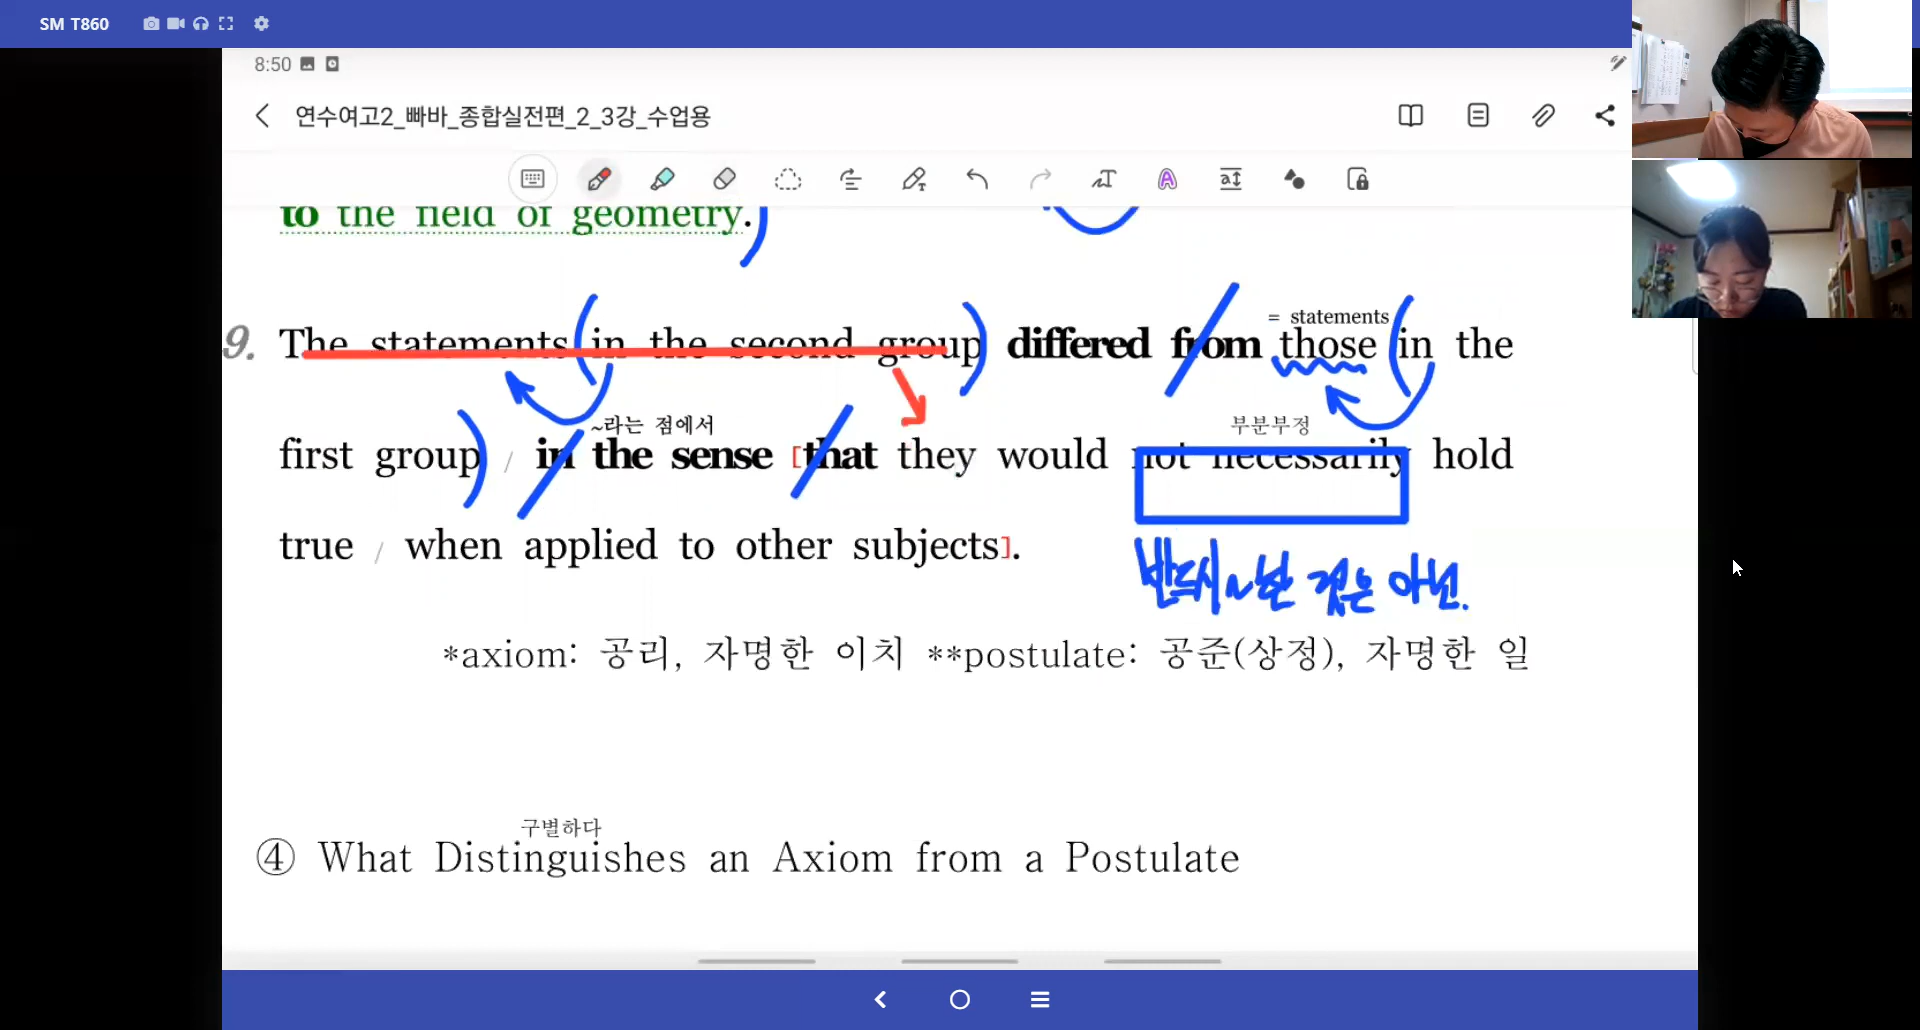 SM T860
8:50
연수여고2_빠바_종합실전편_2_3강_수업용
to the field of geometry.
= statements
9. The statements (in the second group) differed from those (in the
~라는 점에서 부분부정
first group) / in the sense [that they would not necessarily hold
true / when applied to other subjects].
반드시 ~ 한 것은 아닌.
*axiom: 공리, 자명한 이치 **postulate: 공준(상정), 자명한 일
구별하다
④ What Distinguishes an Axiom from a Postulate